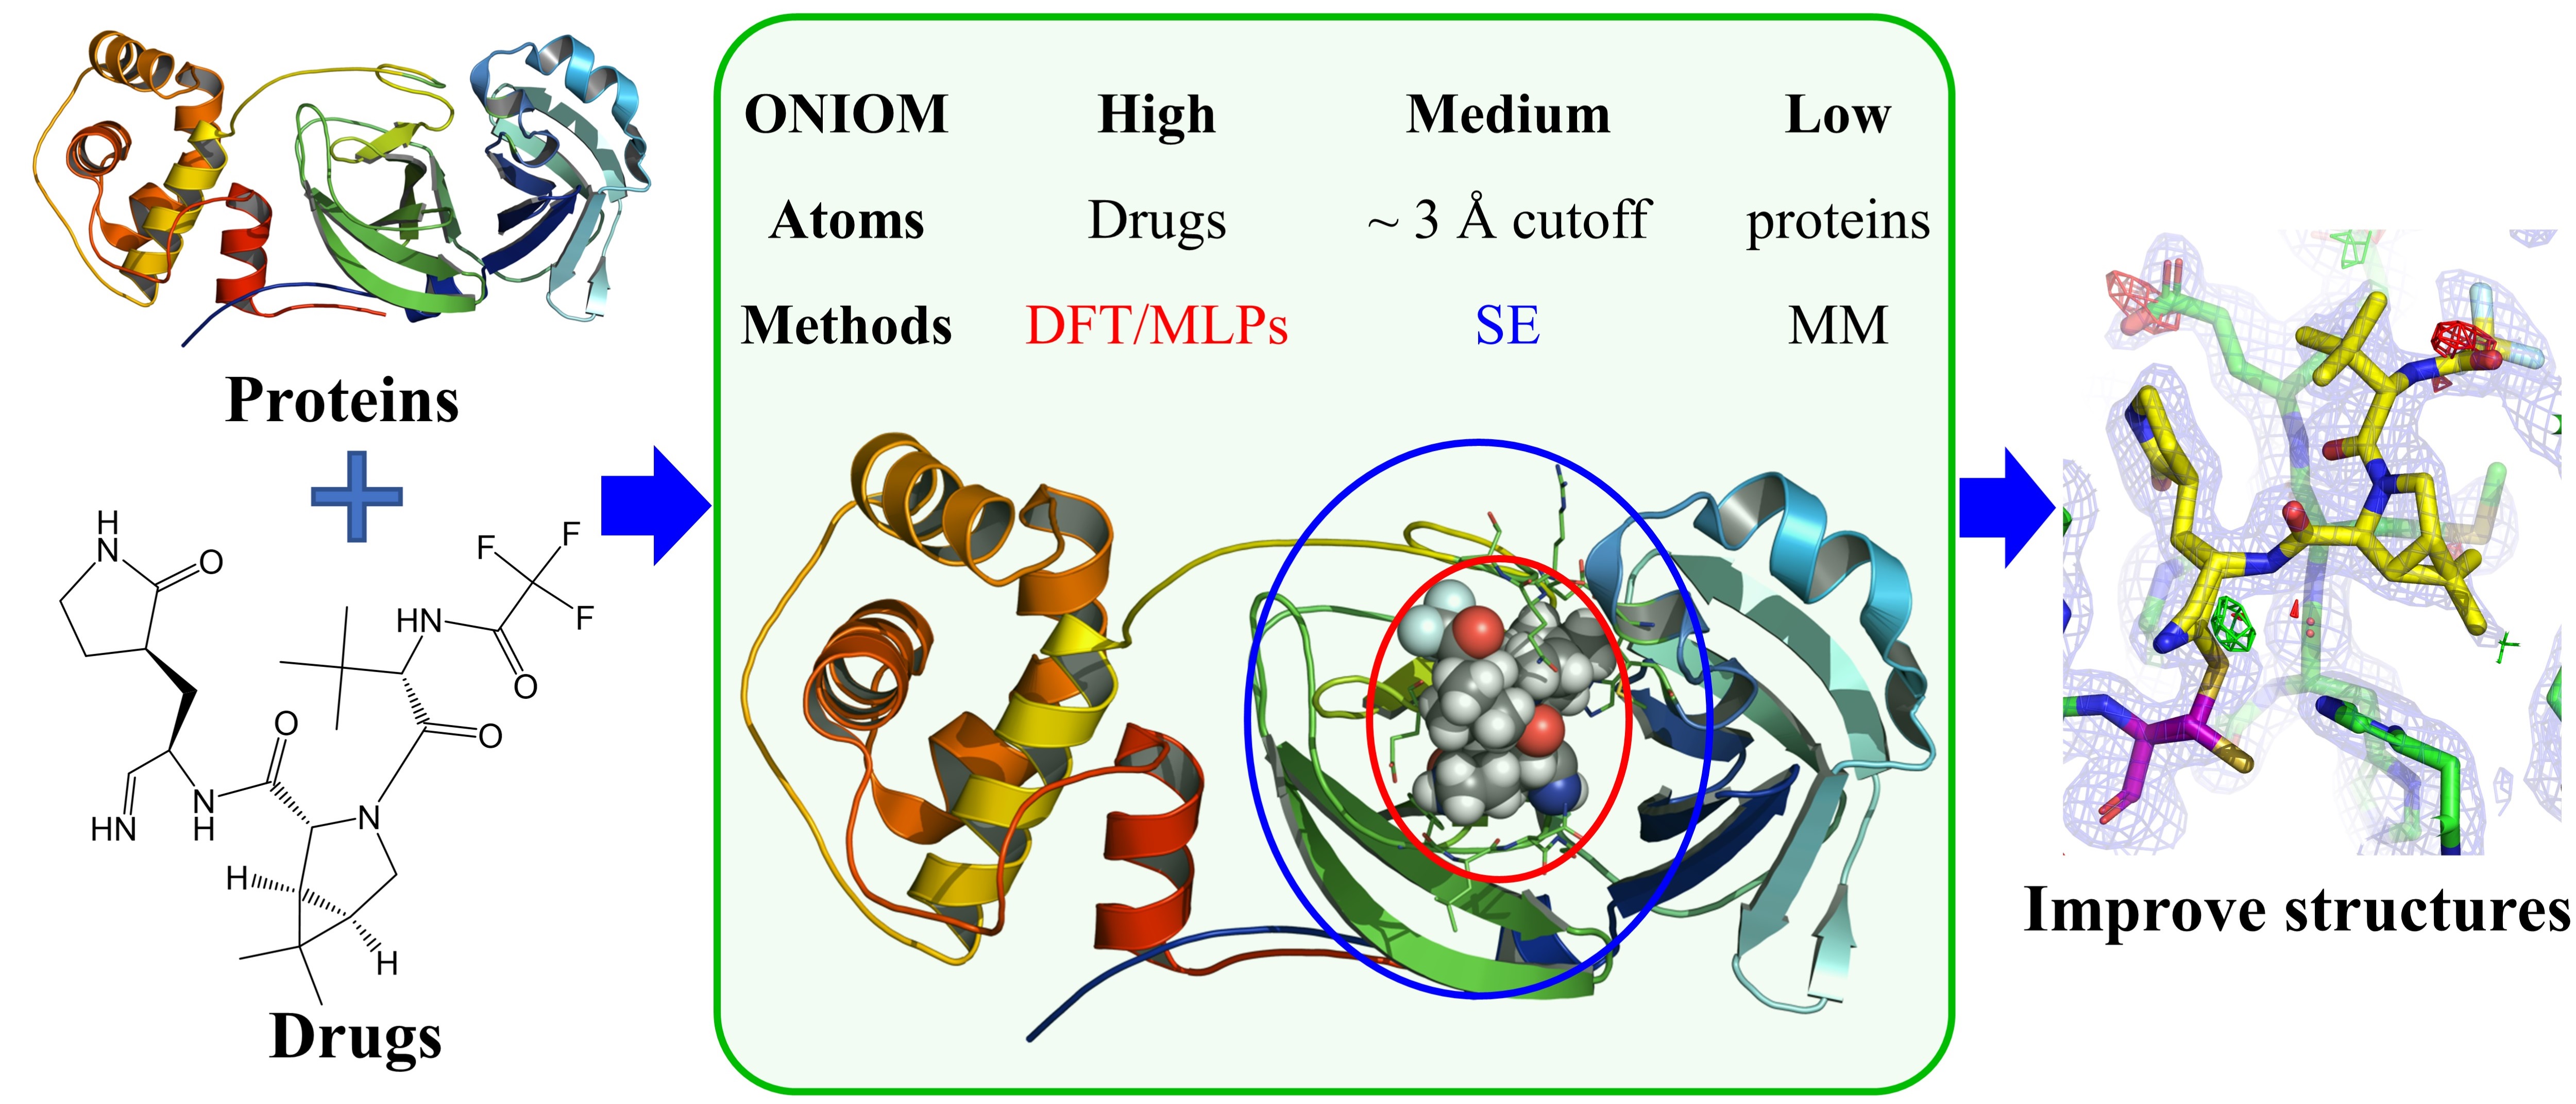 Proteins
H
N
O
F
F
F
HN
O
O
O
HN
N
H
N
H
H
Drugs
ONIOM High Medium Low
Atoms Drugs ~ 3 Å cutoff proteins
Methods DFT/MLPs SE MM
Improve structures